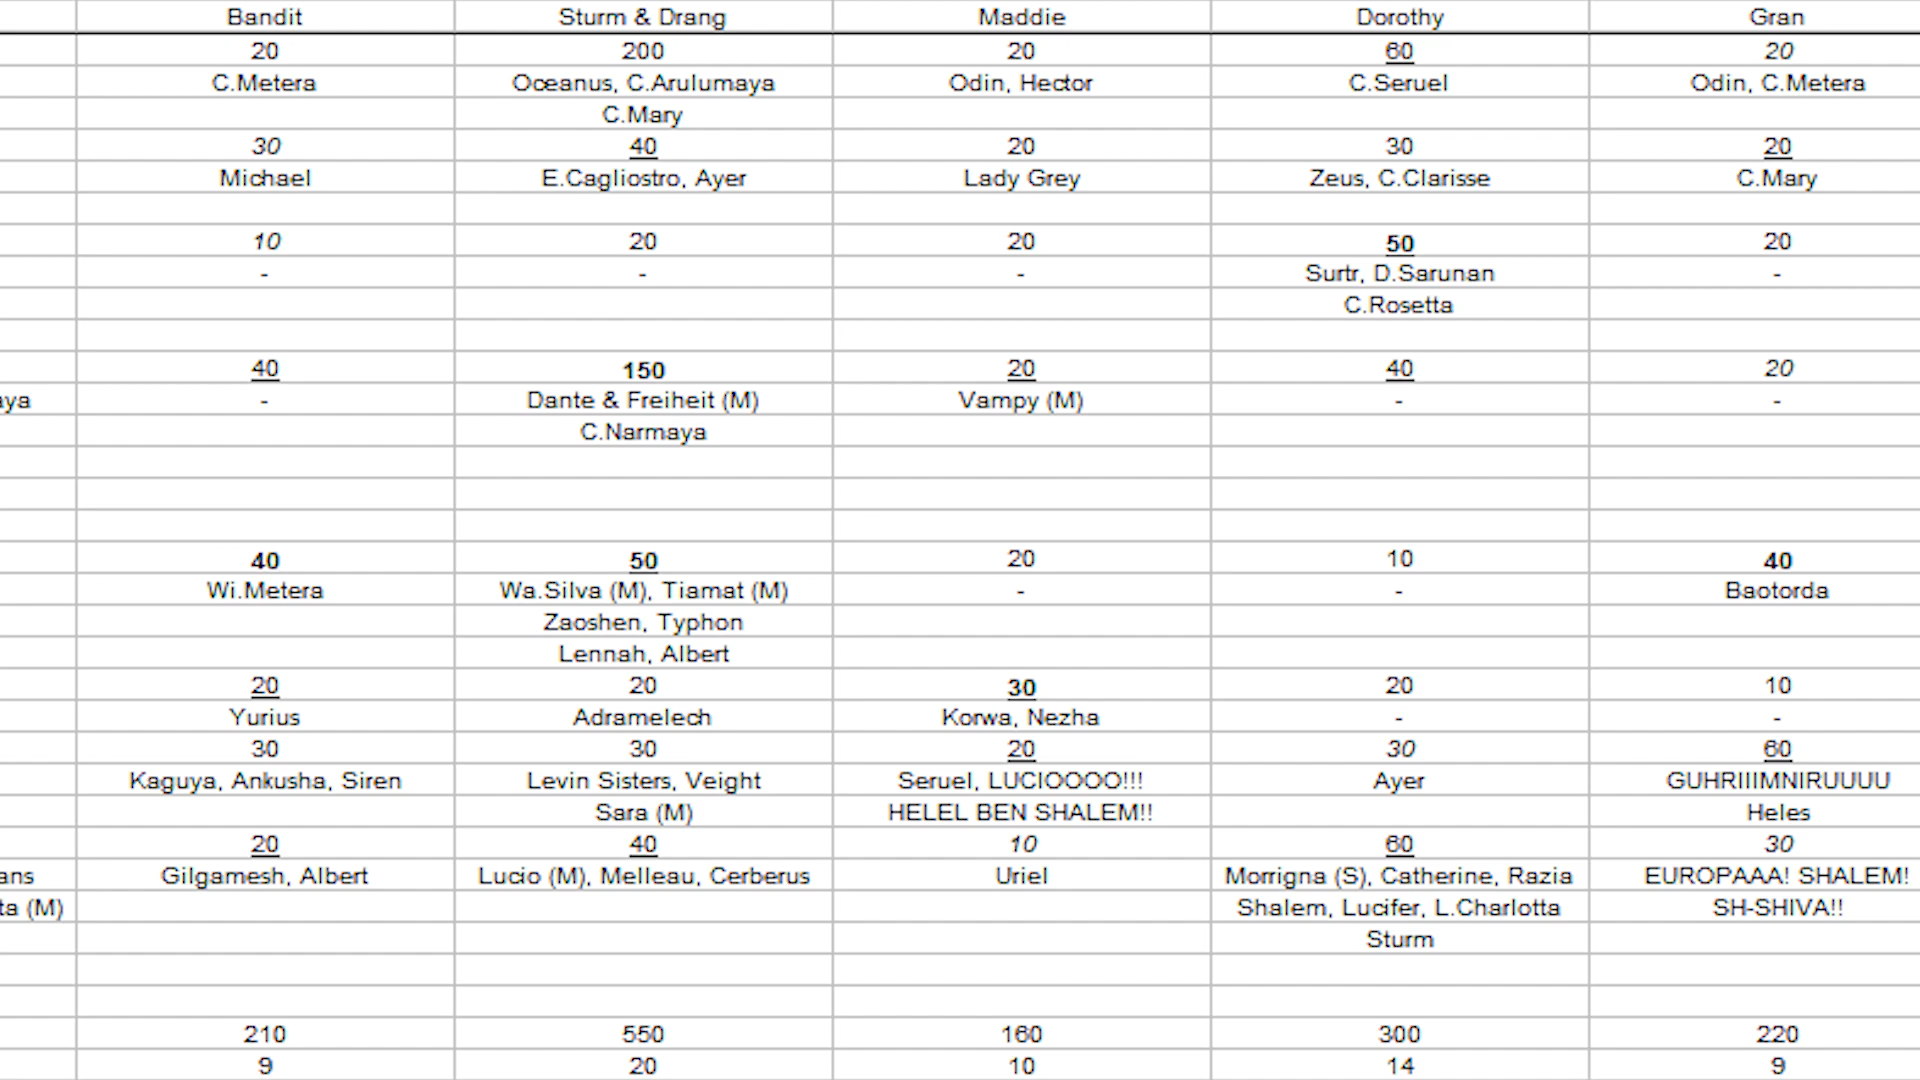 Bandit Sturm & Drang Maddie Dorothy Gran
20 200 20 60 20
C.Metera Oceanus, C.Arulumaya Odin, Hector C.Seruel Odin, C.Metera
C.Mary
30 40 20 30 20
Michael E.Cagliostro, Ayer Lady Grey Zeus, C.Clarisse C.Mary
10 20 20 50 20
- - - Surtr, D.Sarunan -
C.Rosetta
40 150 20 40 20
aya - Dante & Freiheit (M) Vampy (M) - -
C.Narmaya
40 50 20 10 40
Wi.Metera Wa.Silva (M), Tiamat (M) - - Baotorda
Zaoshen, Typhon
Lennah, Albert
20 20 30 20 10
Yurius Adramelech Korwa, Nezha - -
30 30 20 30 60
Kaguya, Ankusha, Siren Levin Sisters, Veight Seruel, LUCIOOOO!!! Ayer GUHRIIIMNIRUUUU
Sara (M) HELEL BEN SHALEM!! Heles
20 40 10 60 30
ans Gilgamesh, Albert Lucio (M), Melleau, Cerberus Uriel Morrigna (S), Catherine, Razia EUROPAAA! SHALEM!
ta (M) Shalem, Lucifer, L.Charlotta SH-SHIVA!!
Sturm
210 550 160 300 220
9 20 10 14 9